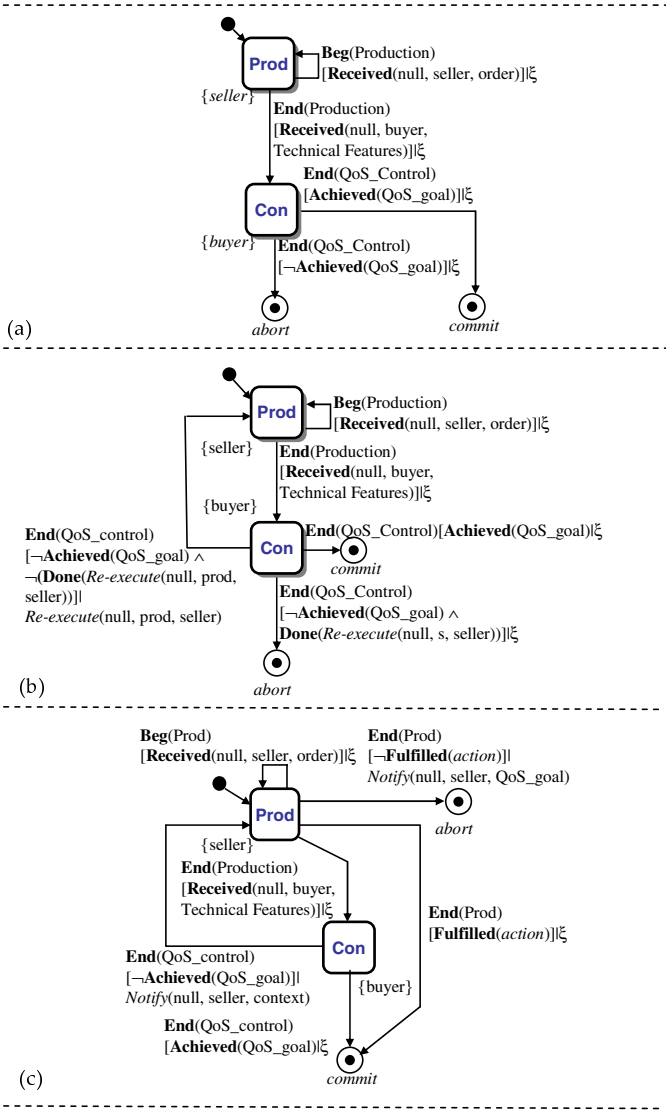 Prod
Beg(Production)
[Received(null, seller, order)]|ξ
{seller}
End(Production)
[Received(null, buyer,
Technical Features)]|ξ
End(QoS_Control)
[Achieved(QoS_goal)]|ξ
Con
{buyer}
End(QoS_Control)
[¬Achieved(QoS_goal)]|ξ
abort
commit
(a)
Prod
Beg(Production)
[Received(null, seller, order)]|ξ
{seller}
End(Production)
[Received(null, buyer,
Technical Features)]|ξ
{buyer}
End(QoS_control)
[¬Achieved(QoS_goal) ∧
¬(Done(Re-execute(null, prod,
seller))]|
Re-execute(null, prod, seller)
Con
End(QoS_Control)[Achieved(QoS_goal)|ξ
commit
End(QoS_Control)
[¬Achieved(QoS_goal) ∧
Done(Re-execute(null, s, seller))]|ξ
abort
(b)
Beg(Prod)
[Received(null, seller, order)]|ξ
End(Prod)
[¬Fulfilled(action)]|
Notify(null, seller, QoS_goal)
Prod
abort
{seller}
End(Production)
[Received(null, buyer,
Technical Features)]|ξ
End(Prod)
[Fulfilled(action)]|ξ
Con
End(QoS_control)
[¬Achieved(QoS_goal)]|
Notify(null, seller, context)
{buyer}
End(QoS_control)
[Achieved(QoS_goal)|ξ
commit
(c)